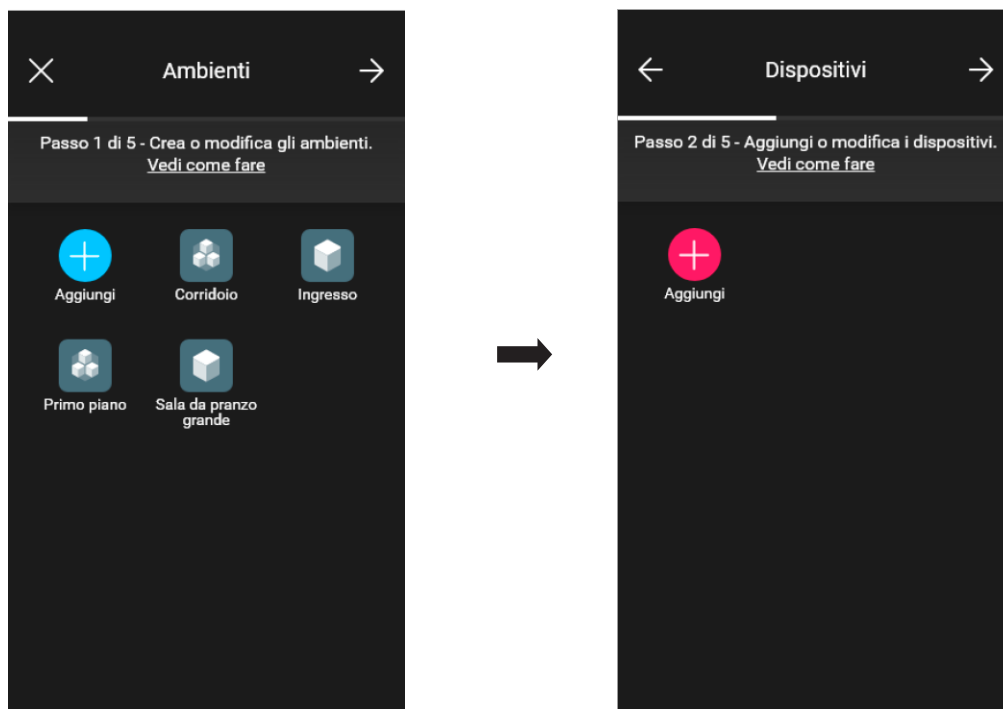 Ambienti
Passo 1 di 5 - Crea o modifica gli ambienti.
Vedi come fare
Aggiungi
Corridoio
Ingresso
Primo piano
Sala da pranzo
grande
Dispositivi
Passo 2 di 5 - Aggiungi o modifica i dispositivi.
Vedi come fare
Aggiungi